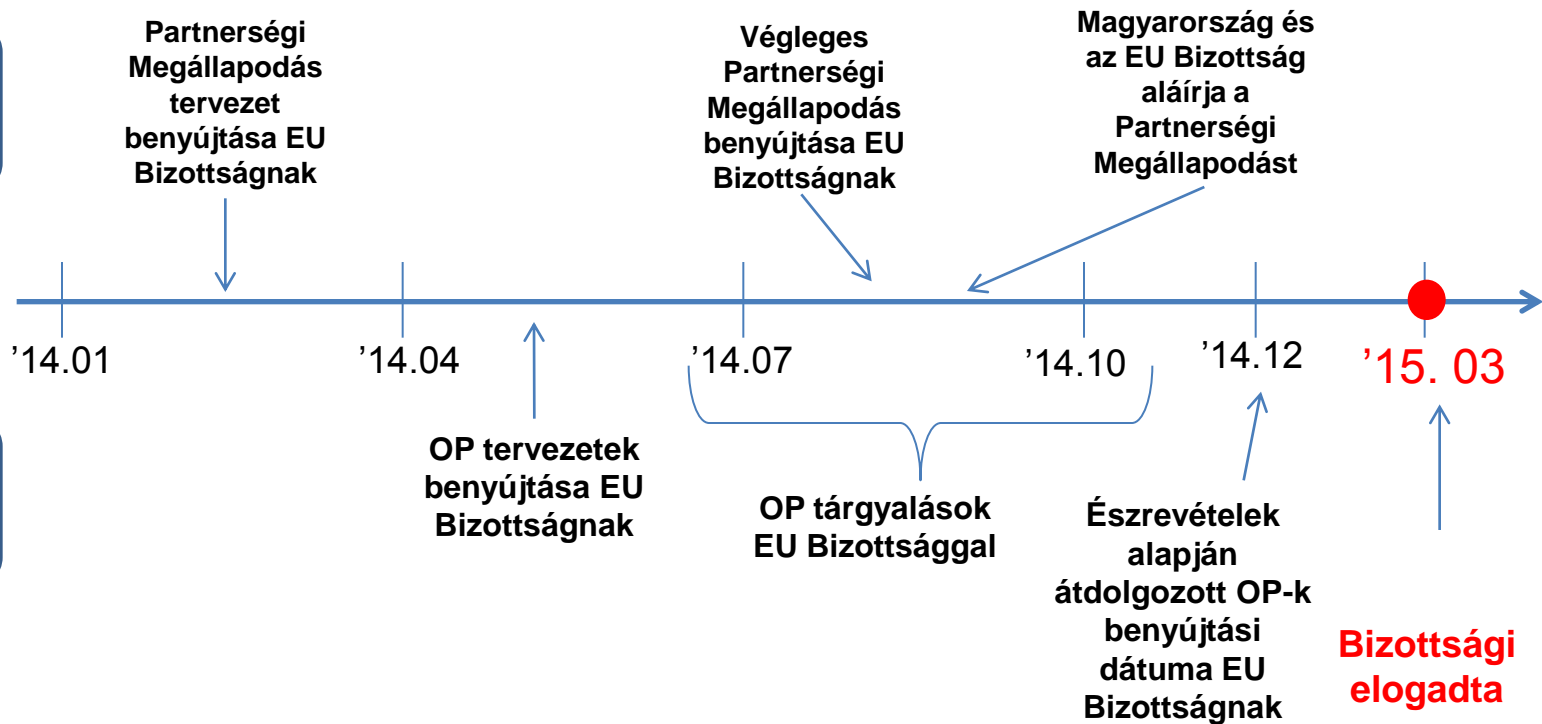 Partnerségi
Megállapodás
tervezet
benyújtása EU
Bizottságnak
Végleges
Partnerségi
Megállapodás
benyújtása EU
Bizottságnak
Magyarország és
az EU Bizottság
aláírja a
Partnerségi
Megállapodást
’14.01
’14.04
’14.07
’14.10
’14.12
’15. 03
OP tervezetek
benyújtása EU
Bizottságnak
OP tárgyalások
EU Bizottsággal
Észrevételek
alapján
átdolgozott OP-k
benyújtási
dátuma EU
Bizottságnak
Bizottsági
elogadta